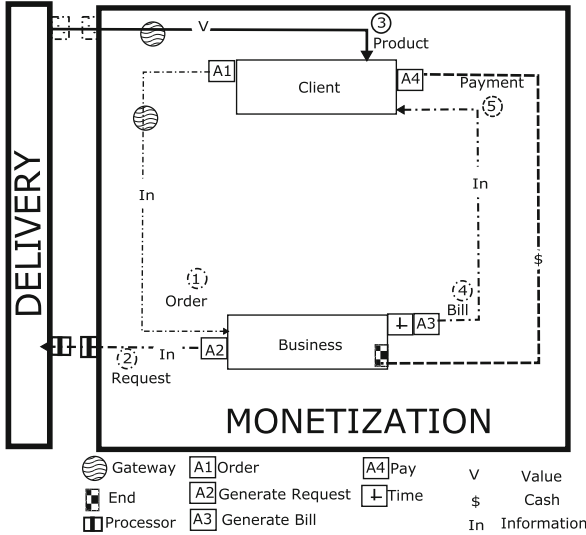 V
3
Product
A1
Client
A4
Payment
5
In
In
$
1
Order
4
Bill
A3
Business
A2
In
2
Request
DELIVERY
MONETIZATION
Gateway
A1 Order
A4 Pay
V Value
End
A2 Generate Request
Time
$ Cash
Processor
A3 Generate Bill
In Information